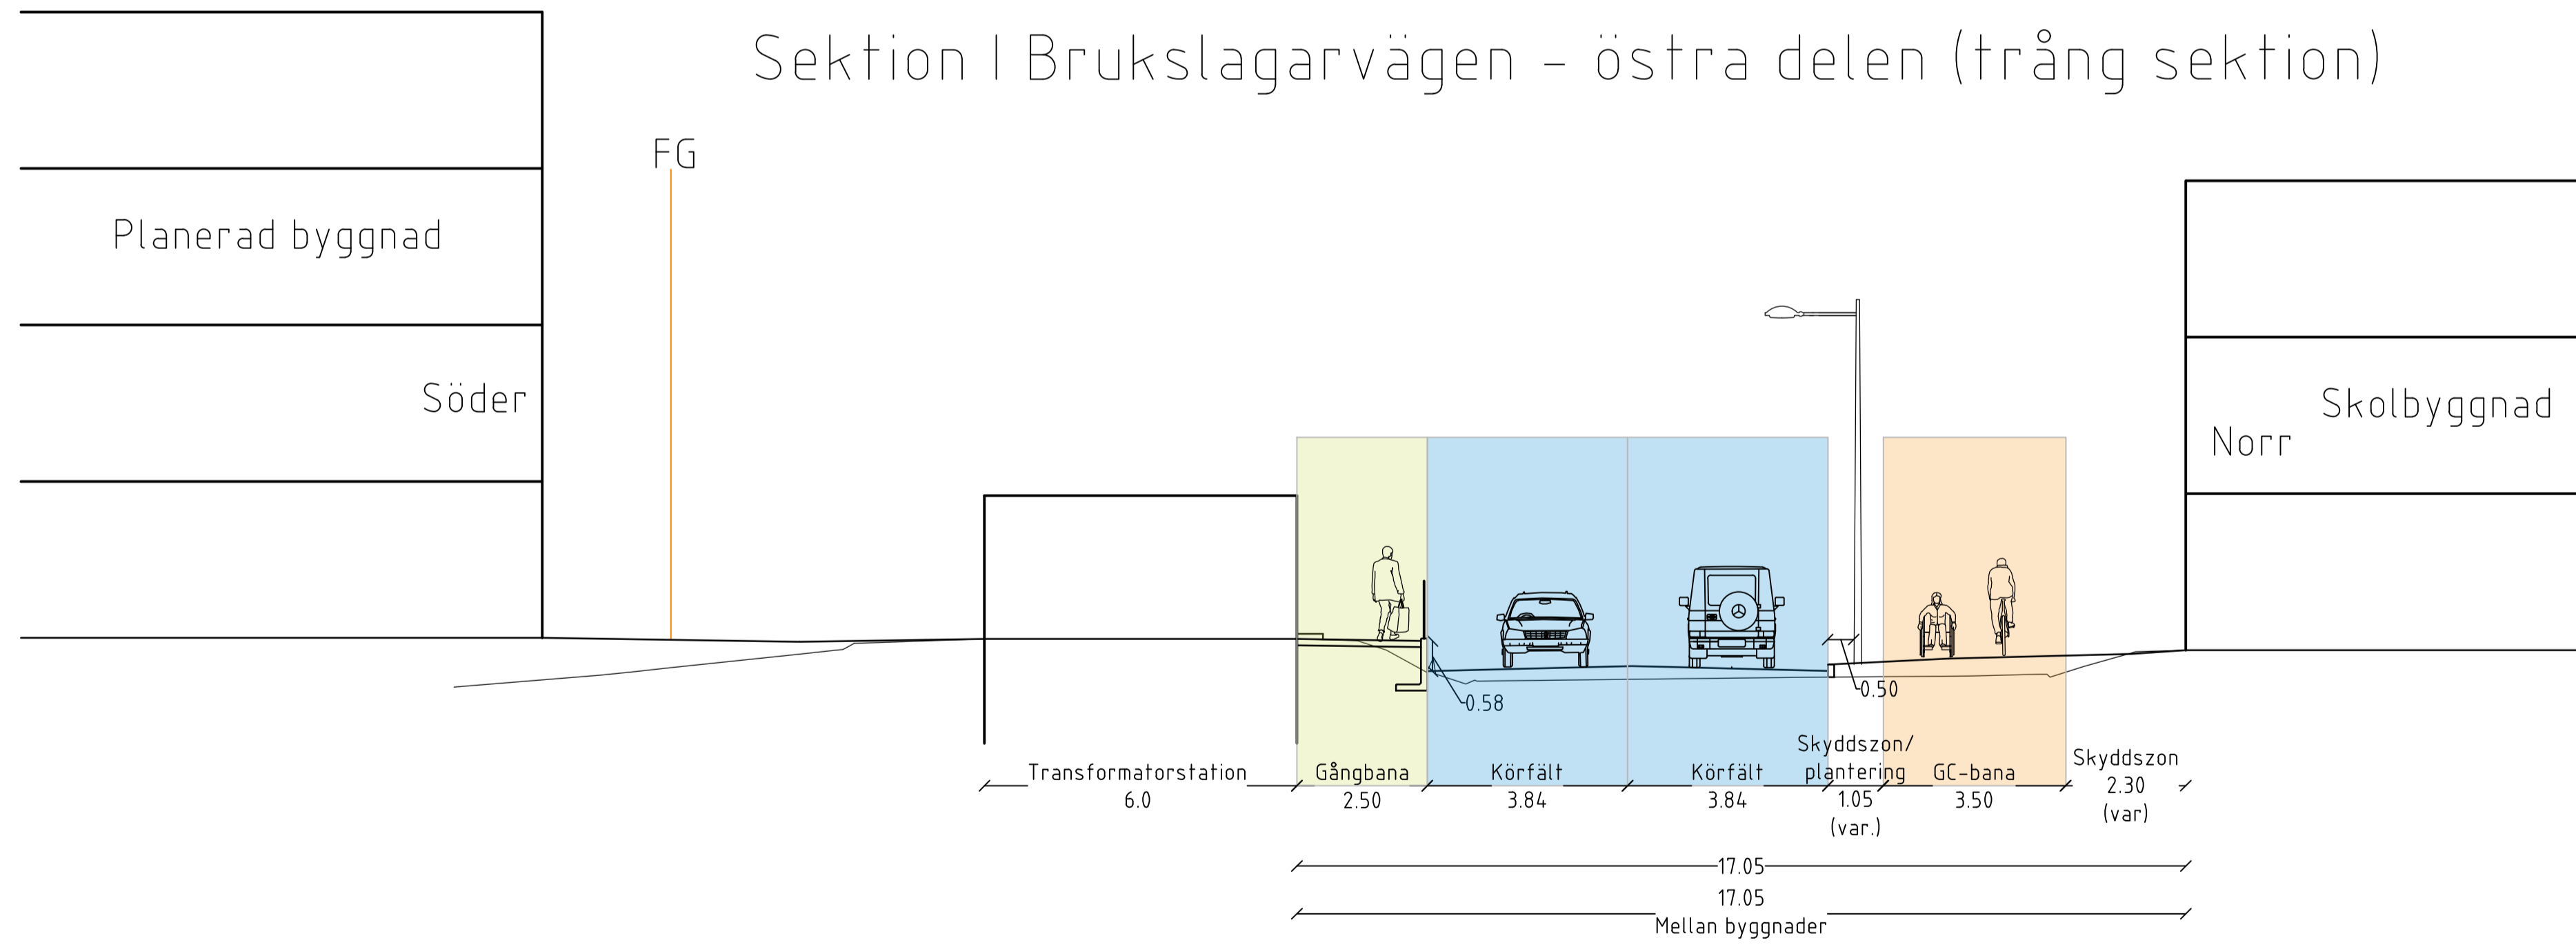 Sektion I Brukslagarvägen - östra delen (trång sektion)
FG
Planerad byggnad
Söder
Skolbyggnad
Norr
0.58
0.50
Transformatorstation
6.0
Gångbana
2.50
Körfält
3.84
Körfält
3.84
Skyddszon/
plantering
1.05
(var.)
GC-bana
3.50
Skyddszon
2.30
(var)
17.05
17.05
Mellan byggnader